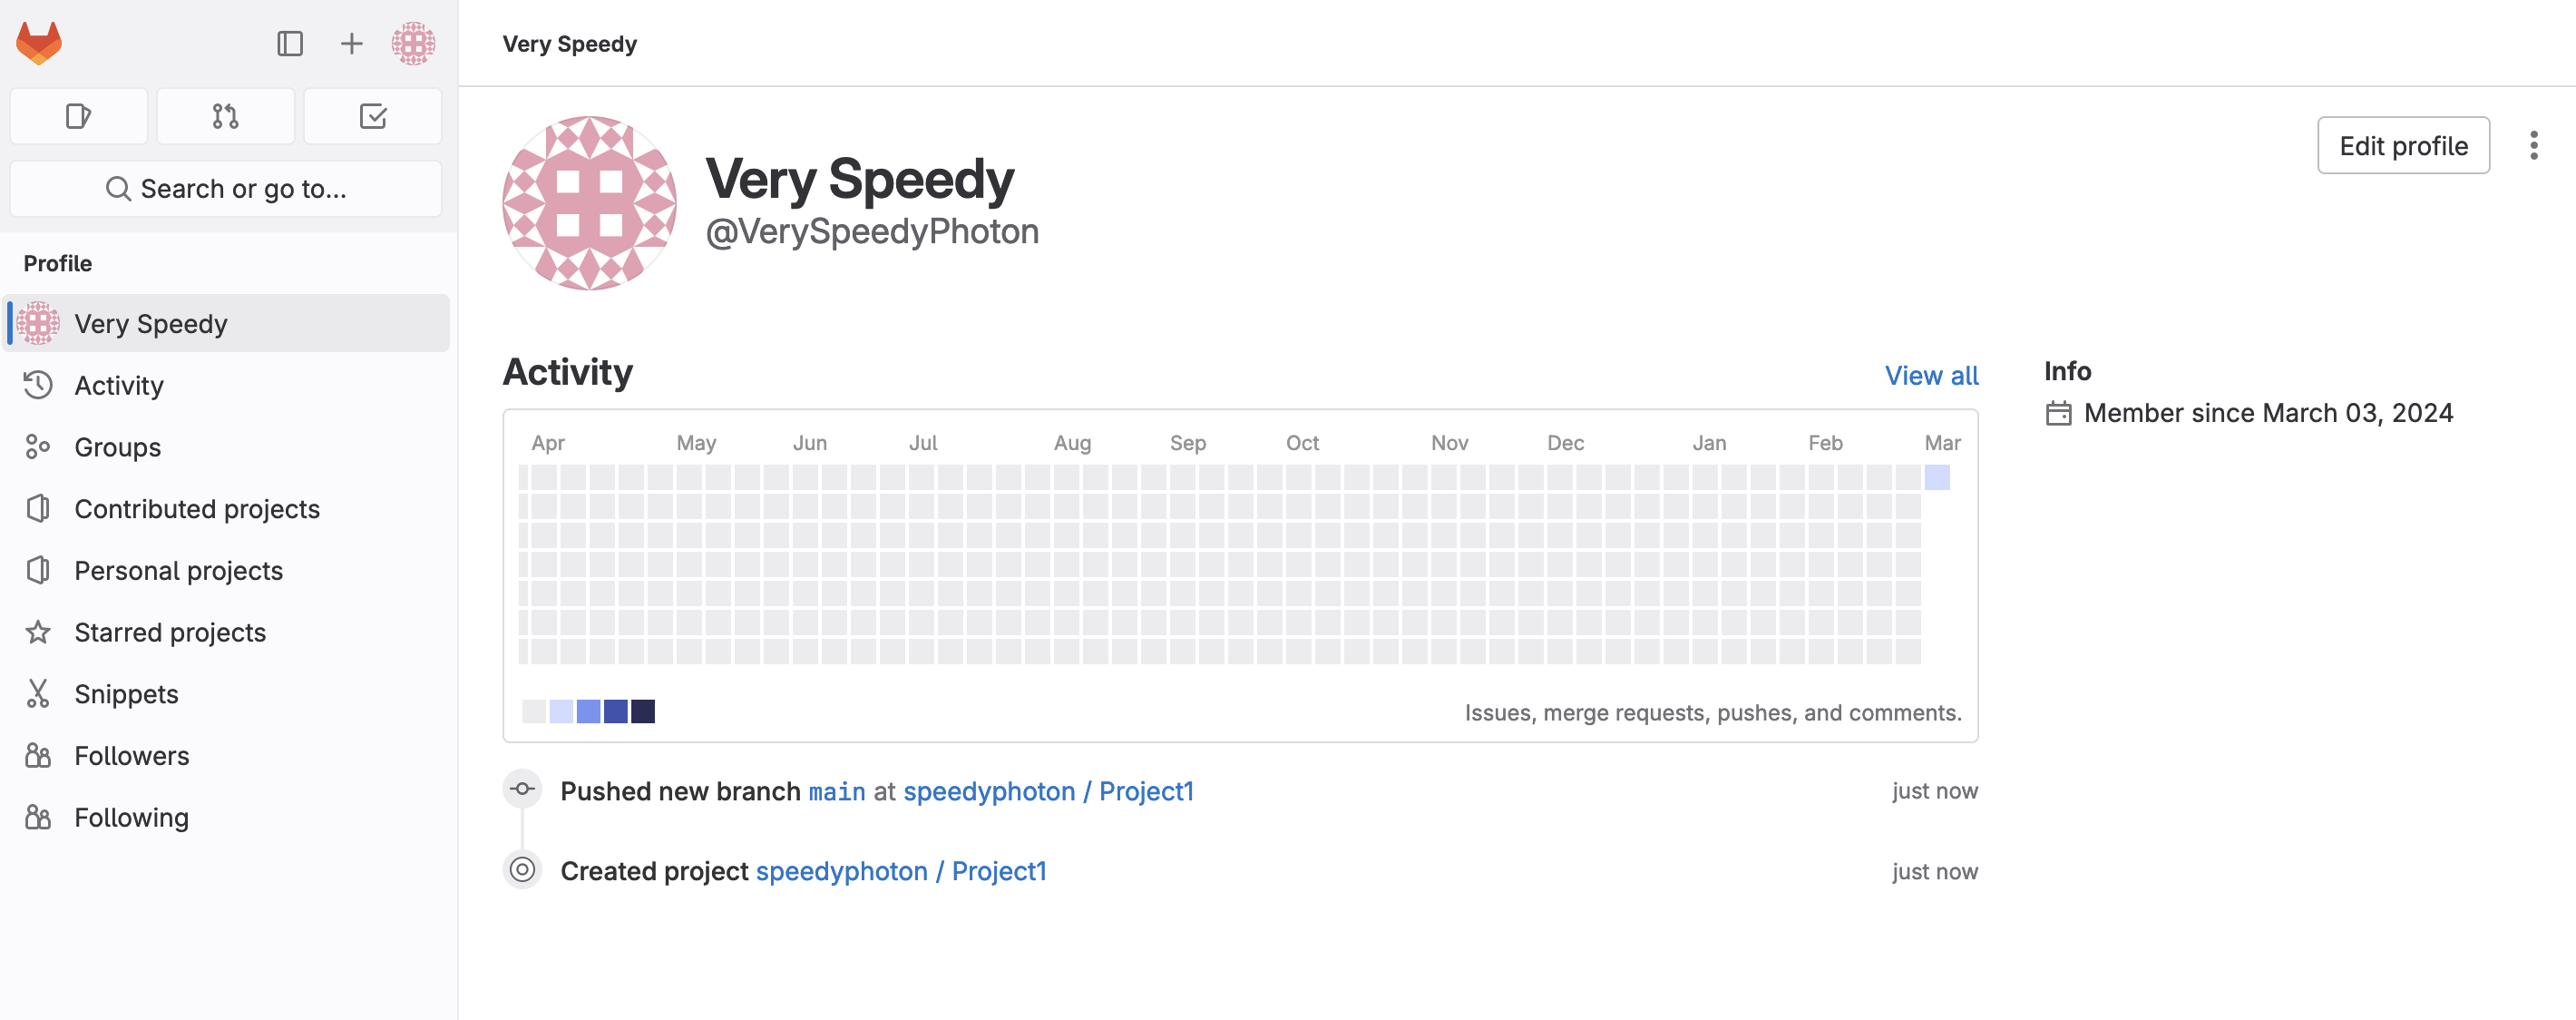 Very Speedy
Search or go to...
Profile
Very Speedy
Activity
Groups
Contributed projects
Personal projects
Starred projects
Snippets
Followers
Following
Very Speedy
@VerySpeedyPhoton
Edit profile
Activity
View all
Apr May Jun Jul Aug Sep Oct Nov Dec Jan Feb Mar
Issues, merge requests, pushes, and comments.
Pushed new branch main at speedyphoton / Project1 just now
Created project speedyphoton / Project1 just now
Info
Member since March 03, 2024